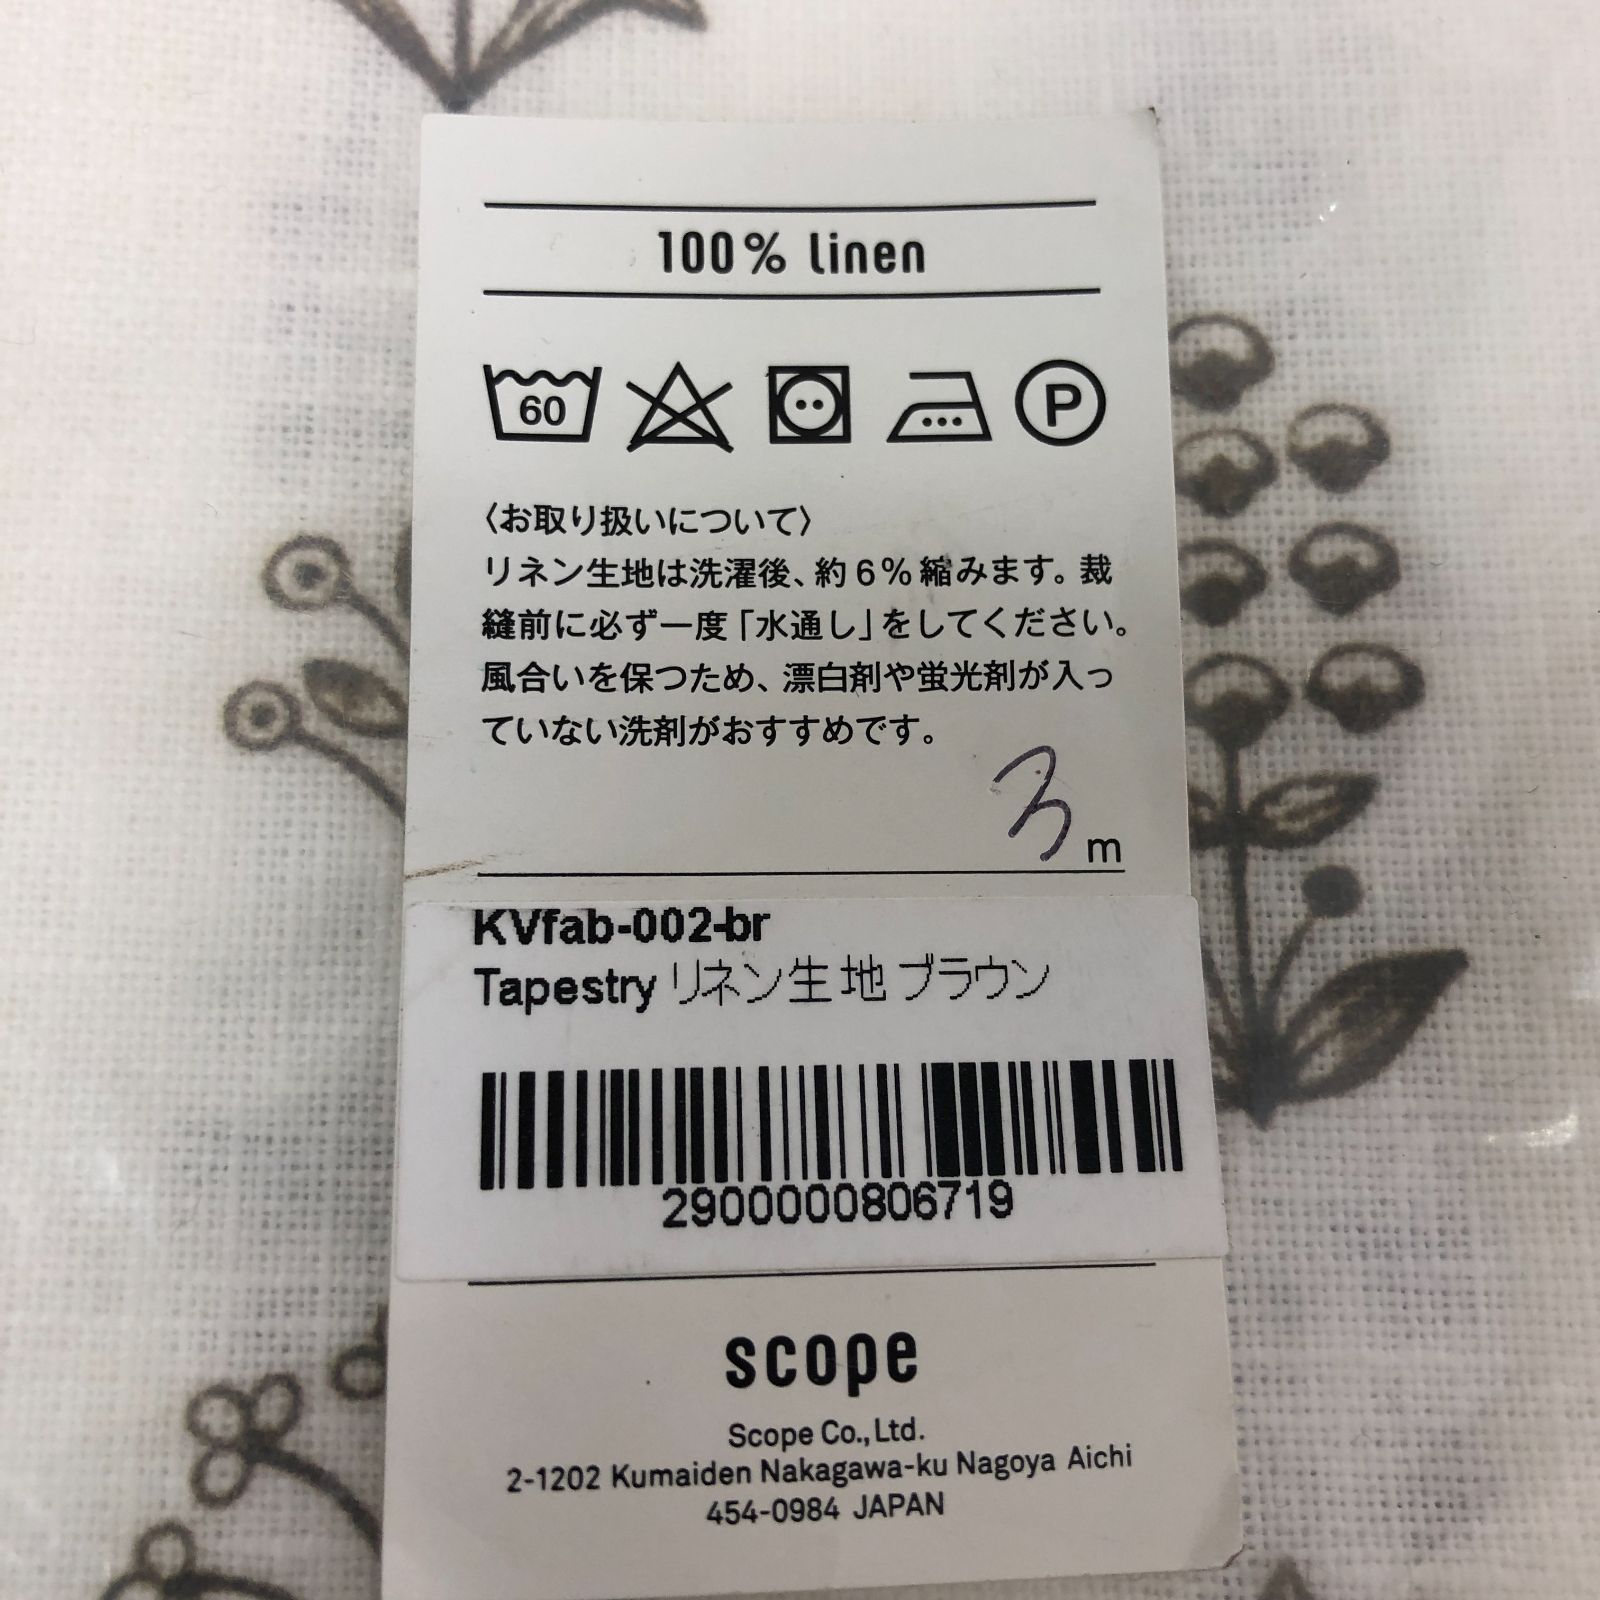 100% linen
60
P
〈お取り扱いについて〉
リネン生地は洗濯後、約6%縮みます。裁
縫前に必ず一度「水通し」をしてください。
風合いを保つため、漂白剤や蛍光剤が入っ
ていない洗剤がおすすめです。
3 m
KVfab-002-br
Tapestry リネン生地 ブラウン
2900000806719
scope
Scope Co., Ltd.
2-1202 Kumaiden Nakagawa-ku Nagoya Aichi
454-0984 JAPAN